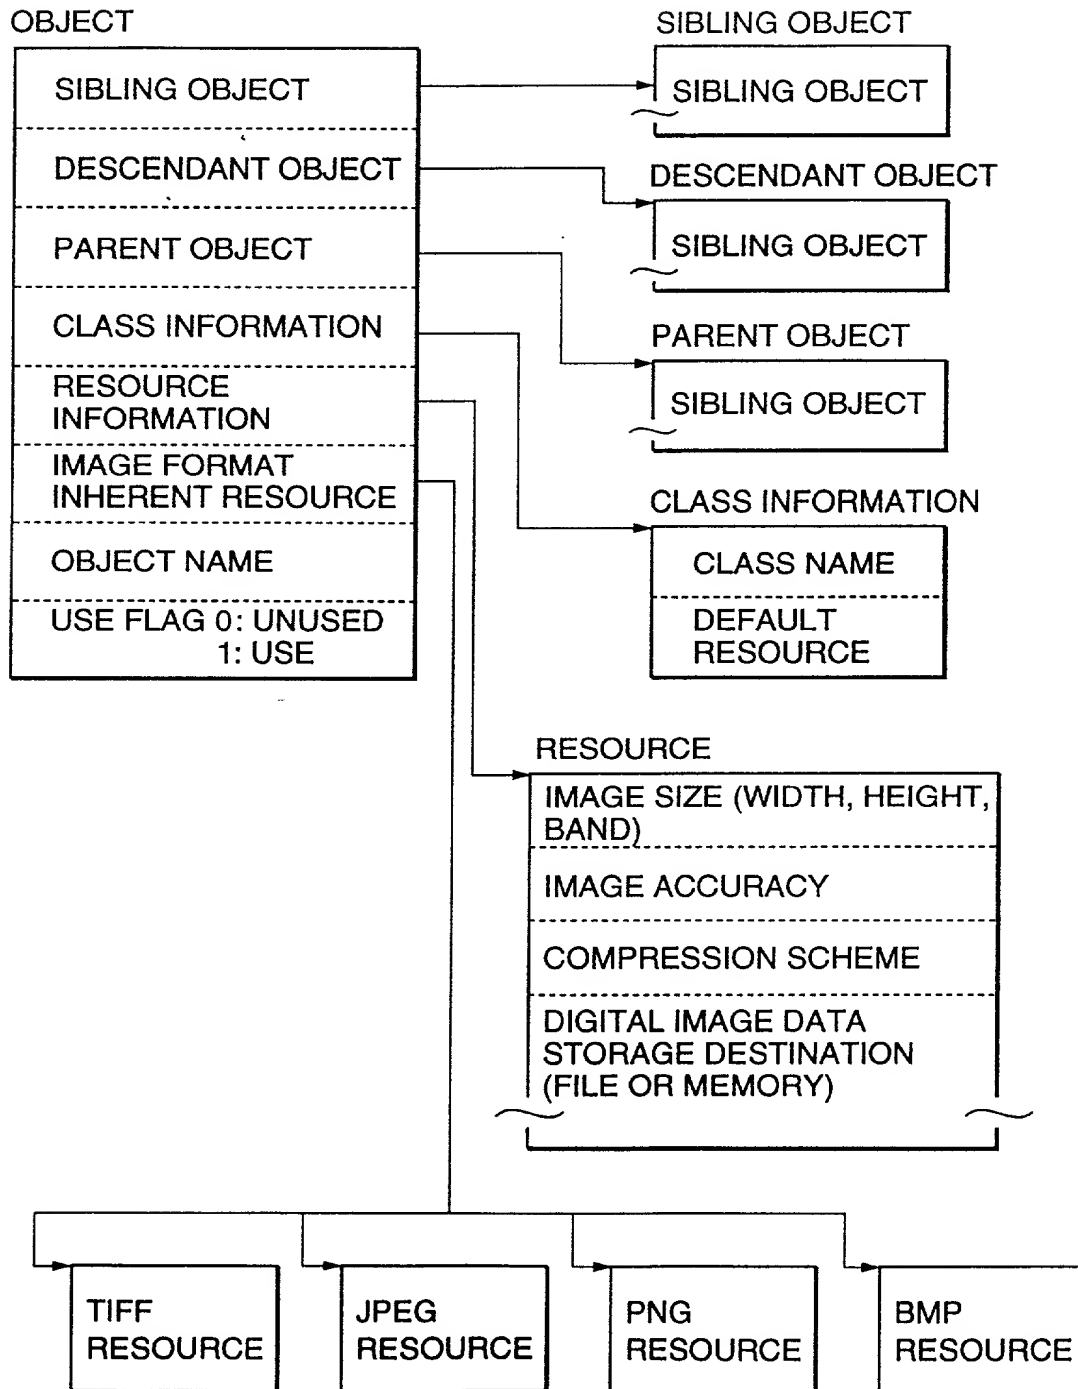 OBJECT
SIBLING OBJECT
DESCENDANT OBJECT
PARENT OBJECT
CLASS INFORMATION
RESOURCE
INFORMATION
IMAGE FORMAT
INHERENT RESOURCE
OBJECT NAME
USE FLAG 0: UNUSED
1: USE
SIBLING OBJECT
SIBLING OBJECT
DESCENDANT OBJECT
SIBLING OBJECT
PARENT OBJECT
SIBLING OBJECT
CLASS INFORMATION
CLASS NAME
DEFAULT
RESOURCE
RESOURCE
IMAGE SIZE (WIDTH, HEIGHT,
BAND)
IMAGE ACCURACY
COMPRESSION SCHEME
DIGITAL IMAGE DATA
STORAGE DESTINATION
(FILE OR MEMORY)
TIFF
RESOURCE
JPEG
RESOURCE
PNG
RESOURCE
BMP
RESOURCE